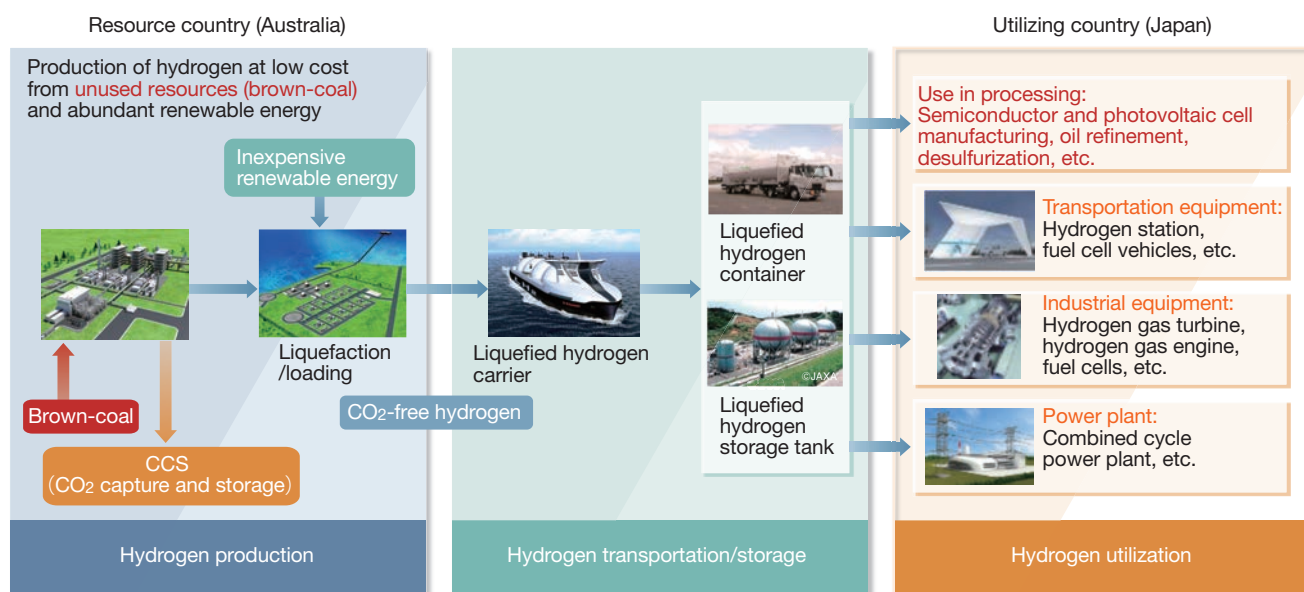 Resource country (Australia)
Utilizing country (Japan)
Production of hydrogen at low cost
from unused resources (brown-coal)
and abundant renewable energy
Inexpensive
renewable energy
Liquefaction
/loading
Brown-coal
CCS
(CO₂ capture and storage)
CO₂-free hydrogen
Hydrogen production
Liquefied hydrogen
carrier
Liquefied
hydrogen
container
©JAXA
Liquefied
hydrogen
storage tank
Hydrogen transportation/storage
Use in processing:
Semiconductor and photovoltaic cell
manufacturing, oil refinement,
desulfurization, etc.
Transportation equipment:
Hydrogen station,
fuel cell vehicles, etc.
Industrial equipment:
Hydrogen gas turbine,
hydrogen gas engine,
fuel cells, etc.
Power plant:
Combined cycle
power plant, etc.
Hydrogen utilization